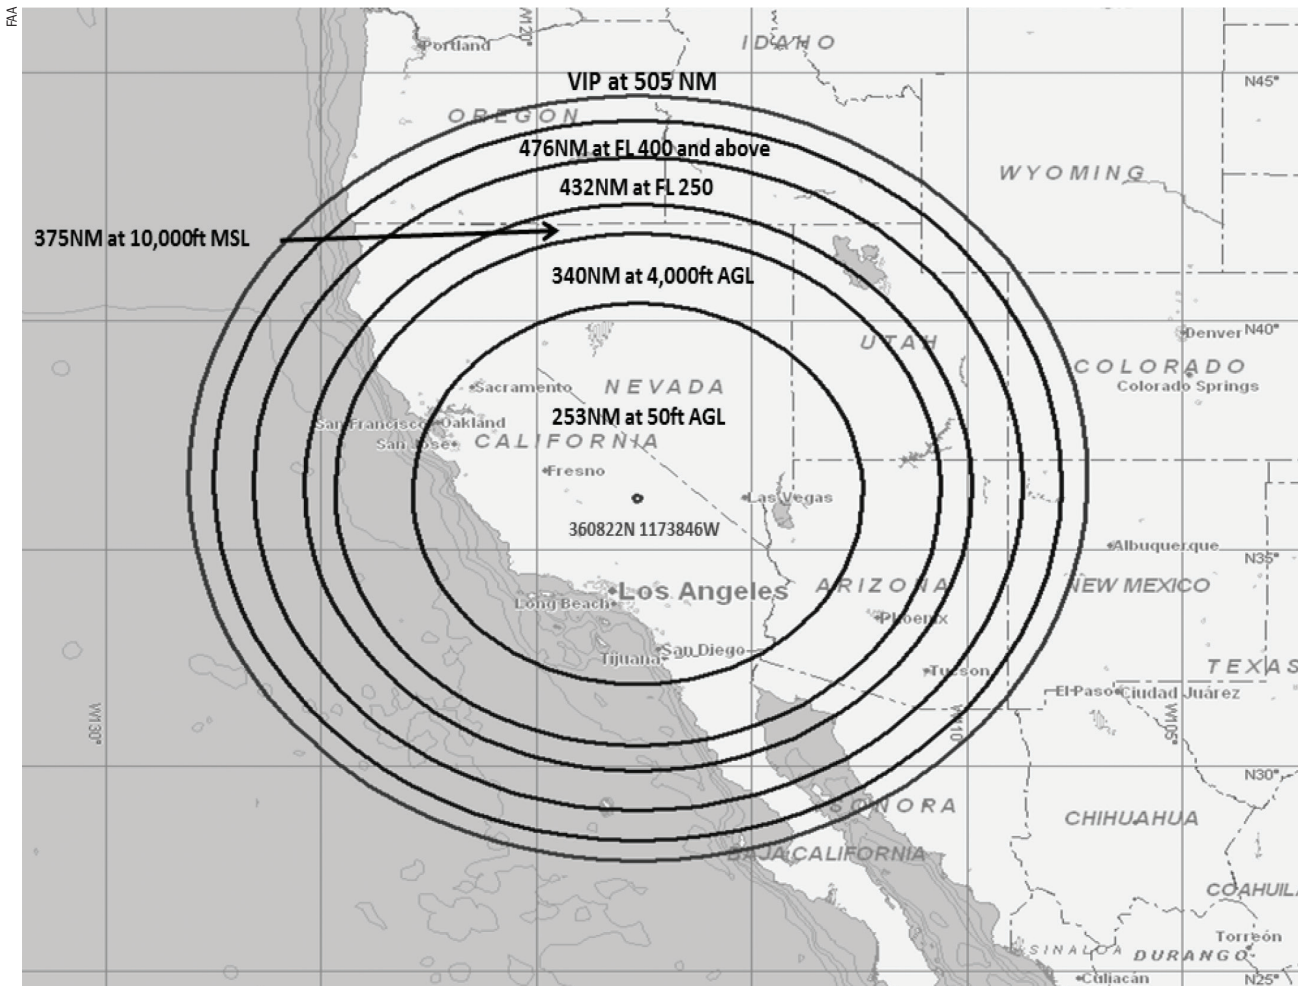 FAA
W120°
Portland
IDAHO
N45°
VIP at 505 NM
OREGON
476NM at FL 400 and above
WYOMING
432NM at FL 250
375NM at 10,000ft MSL
340NM at 4,000ft AGL
N40°
Denver
UTAH
COLORADO
Colorado Springs
Sacramento
NEVADA
253NM at 50ft AGL
San Francisco
Oakland
San Jose
CALIFORNIA
Fresno
Las Vegas
360822N 1173846W
Albuquerque
N35°
Los Angeles
ARIZONA
NEW MEXICO
Long Beach
Phoenix
San Diego
Tijuana
TEXAS
Tucson
El Paso
Ciudad Juárez
W130°
W110
W105°
N30°
SONORA
CHIHUAHUA
BAJA CALIFORNIA
COAHUIL
Torreón
SINALOA
DURANGO
Culiacán
N25°